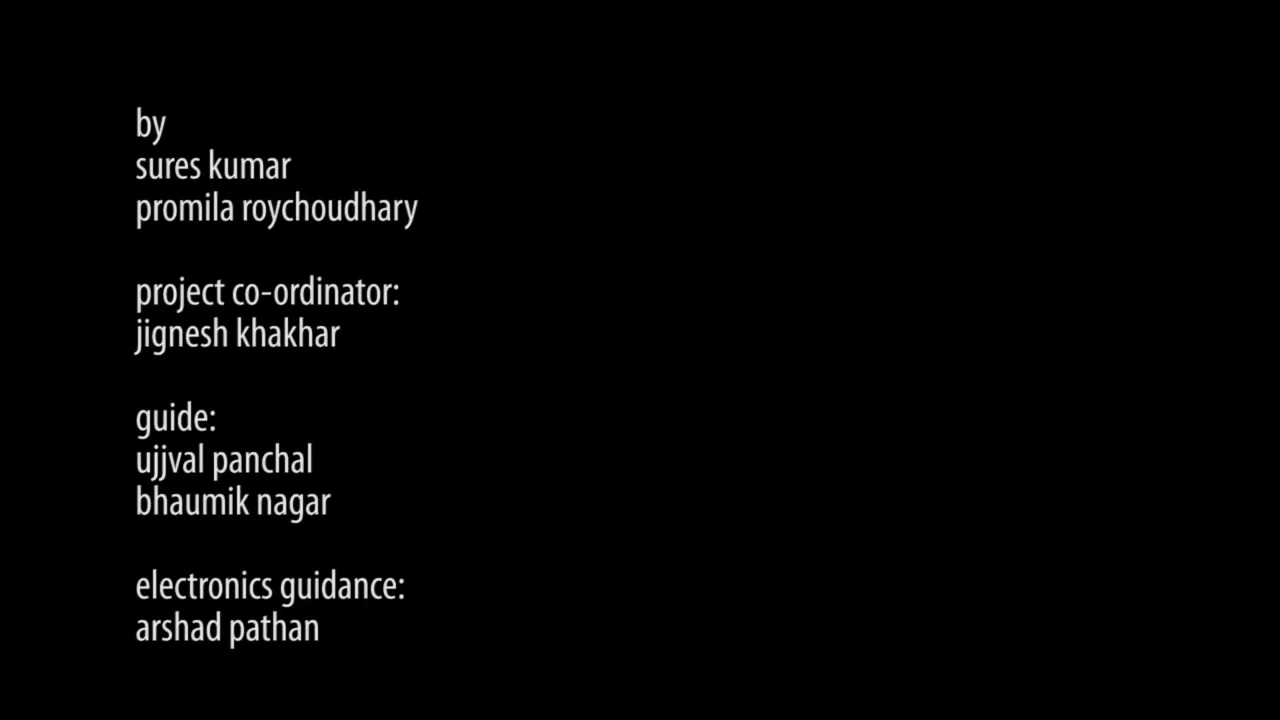 by
sures kumar
promila roychoudhary
project co-ordinator:
jignesh khakhar
guide:
ujjval panchal
bhaumik nagar
electronics guidance:
arshad pathan